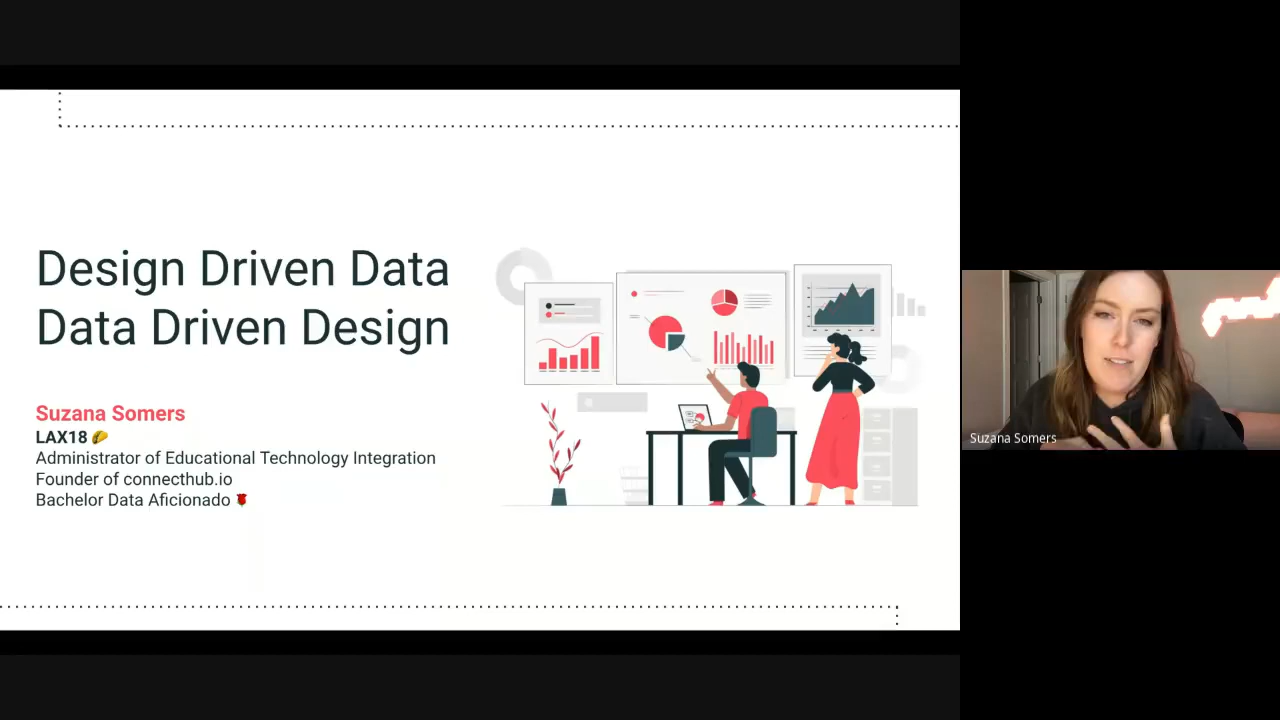 Design Driven Data
Data Driven Design
Suzana Somers
LAX18 🌮
Administrator of Educational Technology Integration
Founder of connecthub.io
Bachelor Data Aficionado 🌹
Suzana Somers